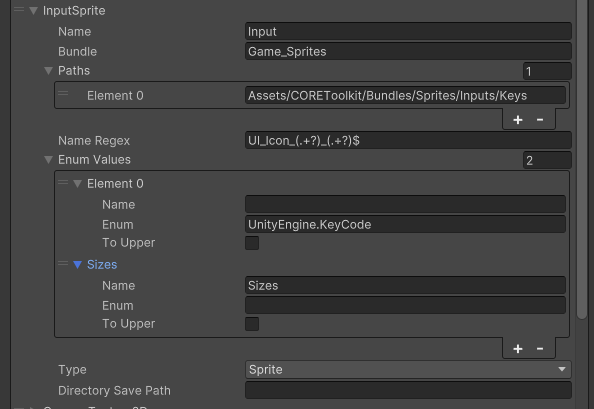 InputSprite
Name Input
Bundle Game_Sprites
Paths 1
Element 0 Assets/COREToolkit/Bundles/Sprites/Inputs/Keys
+ -
Name Regex UI_Icon_(.+?)_(.+?)$
Enum Values 2
Element 0
Name
Enum UnityEngine.KeyCode
To Upper
Sizes
Name Sizes
Enum
To Upper
+ -
Type Sprite
Directory Save Path